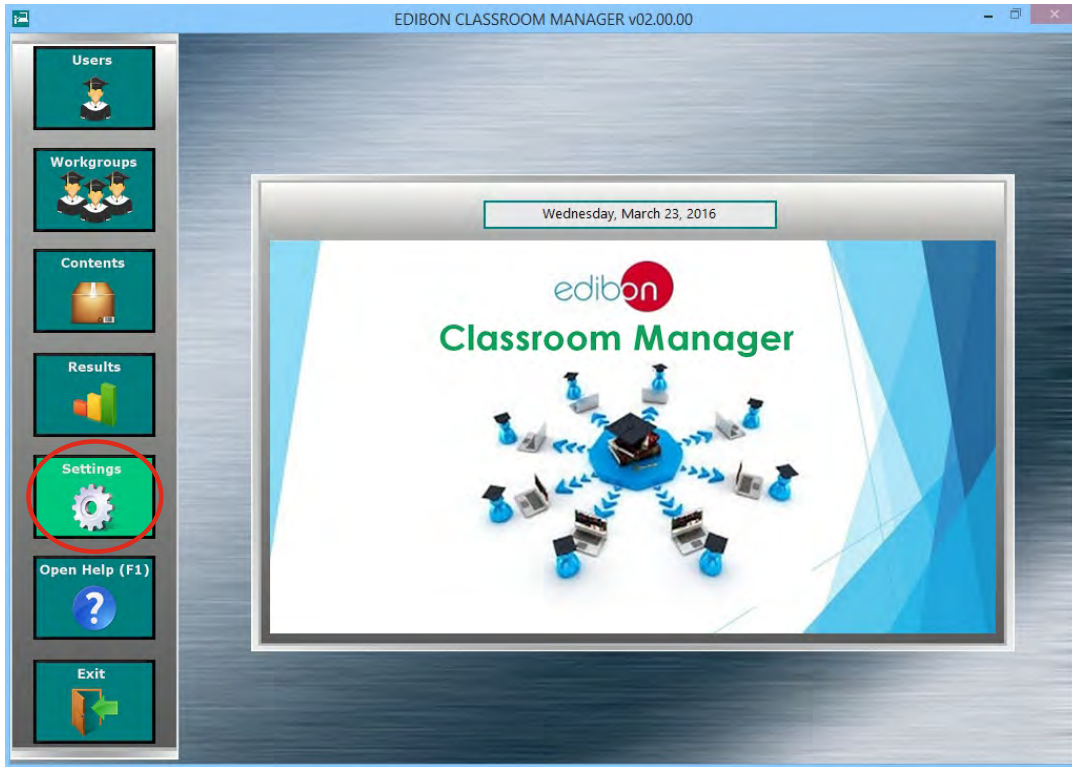 EDIBON CLASSROOM MANAGER v02.00.00
Users
Workgroups
Contents
Results
Settings
Open Help (F1)
?
Exit
Wednesday, March 23, 2016
edibon
Classroom Manager